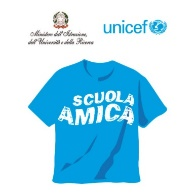 Ministero dell'Istruzione,
dell'Università e della Ricerca
unicef
SCUOLA
AMICA